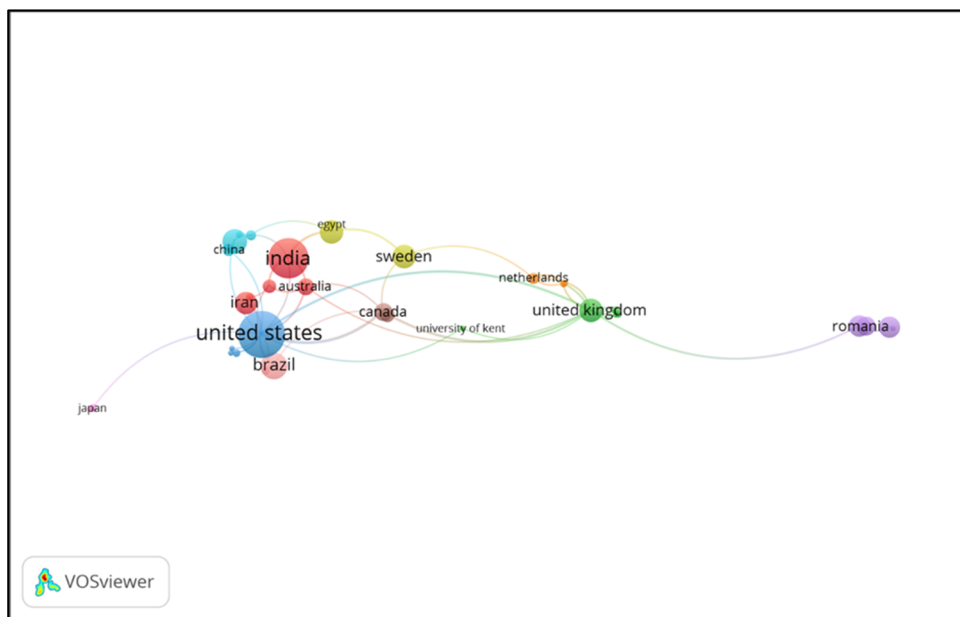 egypt
china
india
sweden
netherlands
australia
iran
canada
united kingdom
university of kent
romania
united states
brazil
japan
VOSviewer